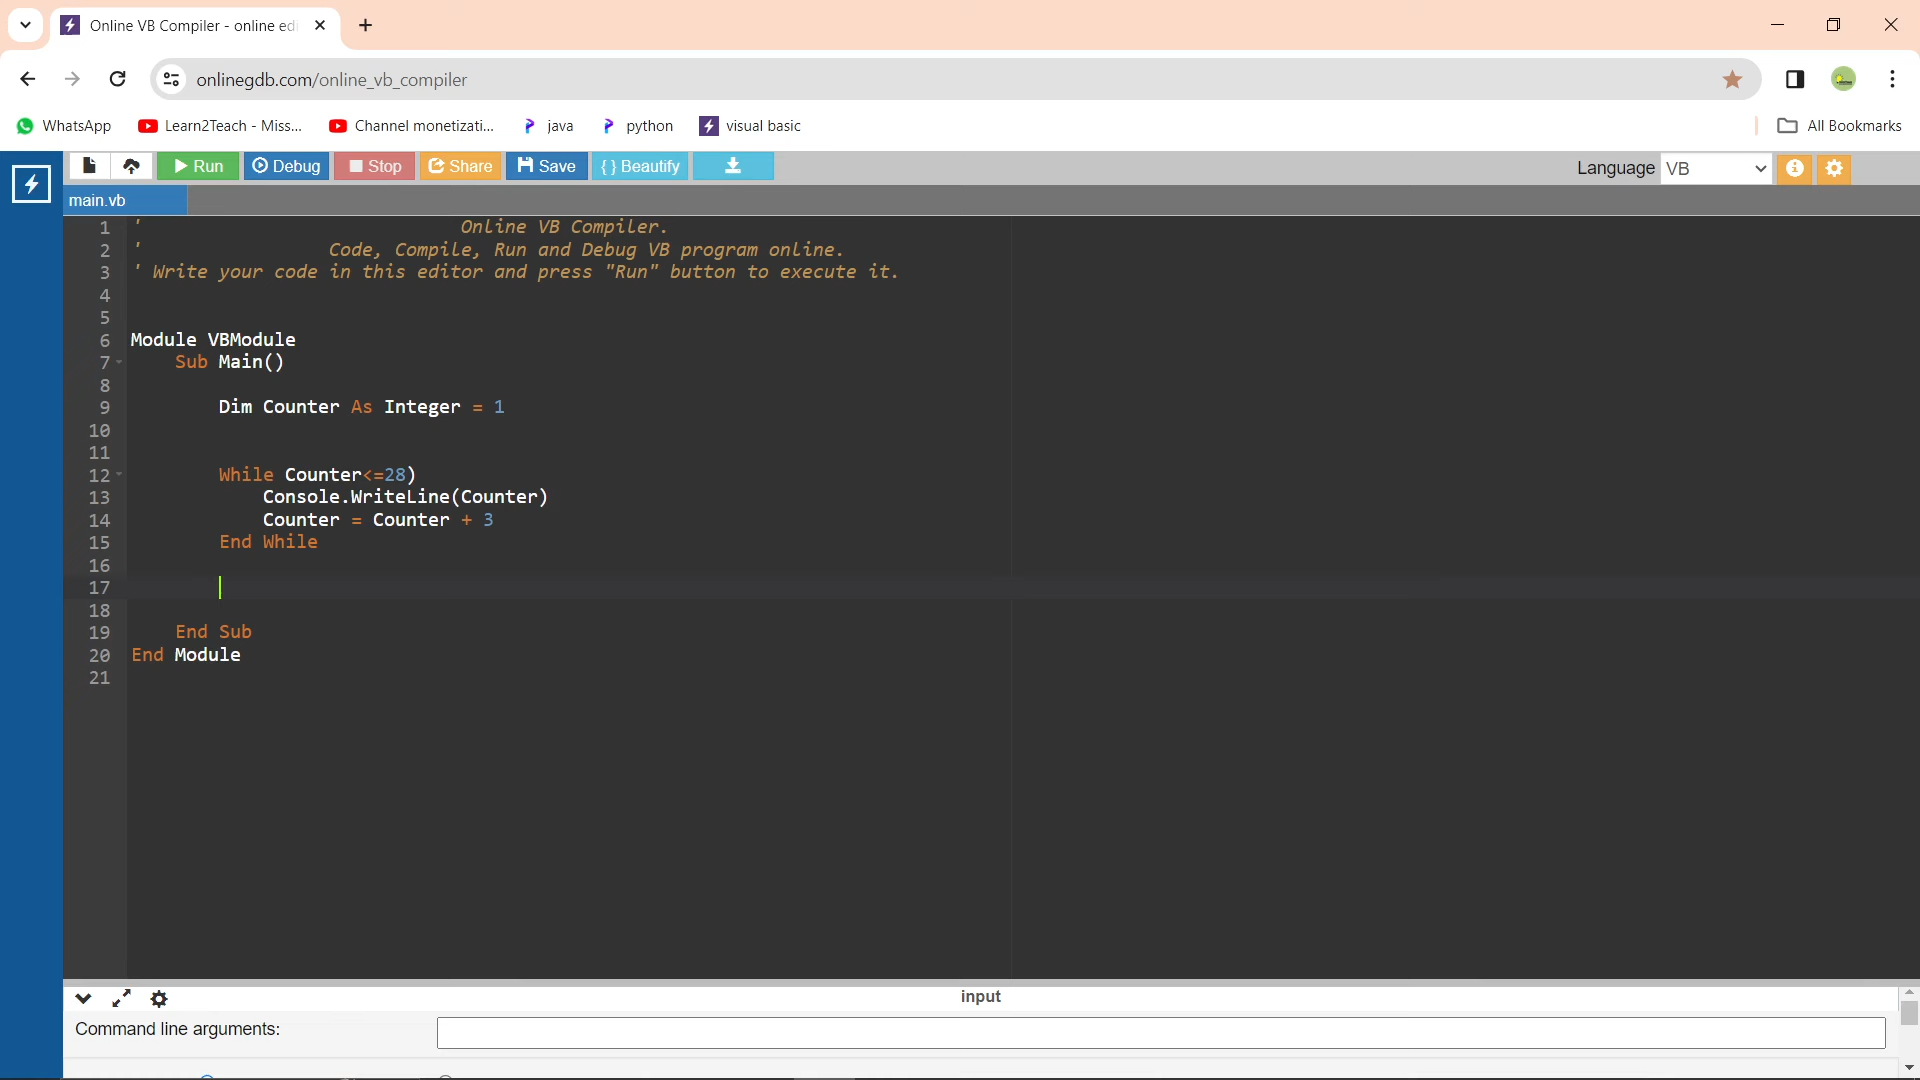 Online VB Compiler - online edi
onlinegdb.com/online_vb_compiler
WhatsApp Learn2Teach - Miss... Channel monetizati... java python visual basic All Bookmarks
Run Debug Stop Share Save { } Beautify Language VB
main.vb
1 ' Online VB Compiler.
2 ' Code, Compile, Run and Debug VB program online.
3 ' Write your code in this editor and press "Run" button to execute it.
4
5
6 Module VBModule
7 Sub Main()
8
9 Dim Counter As Integer = 1
10
11
12 While Counter<=28)
13 Console.WriteLine(Counter)
14 Counter = Counter + 3
15 End While
16
17
18
19 End Sub
20 End Module
21
input
Command line arguments: